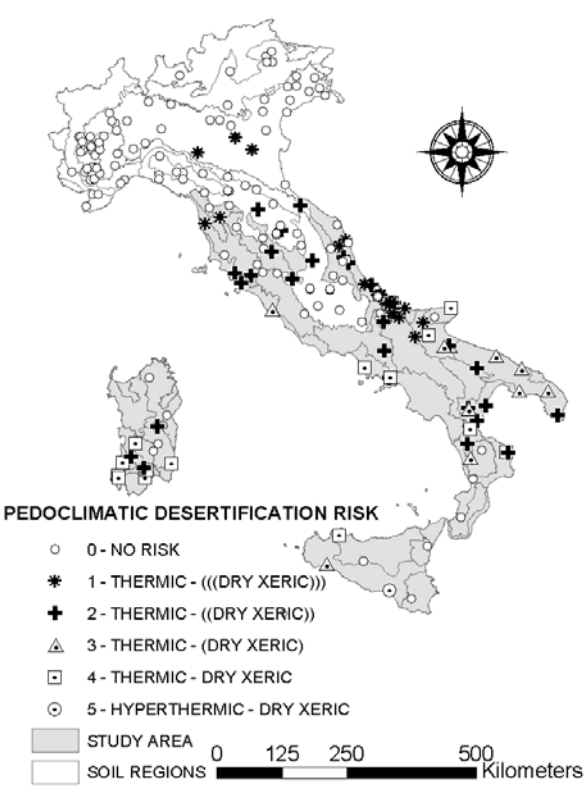 PEDOCLIMATIC DESERTIFICATION RISK
0 - NO RISK
1 - THERMIC - (((DRY XERIC)))
2 - THERMIC - ((DRY XERIC))
3 - THERMIC - (DRY XERIC)
4 - THERMIC - DRY XERIC
5 - HYPERTHERMIC - DRY XERIC
STUDY AREA
SOIL REGIONS
0 125 250 500
Kilometers